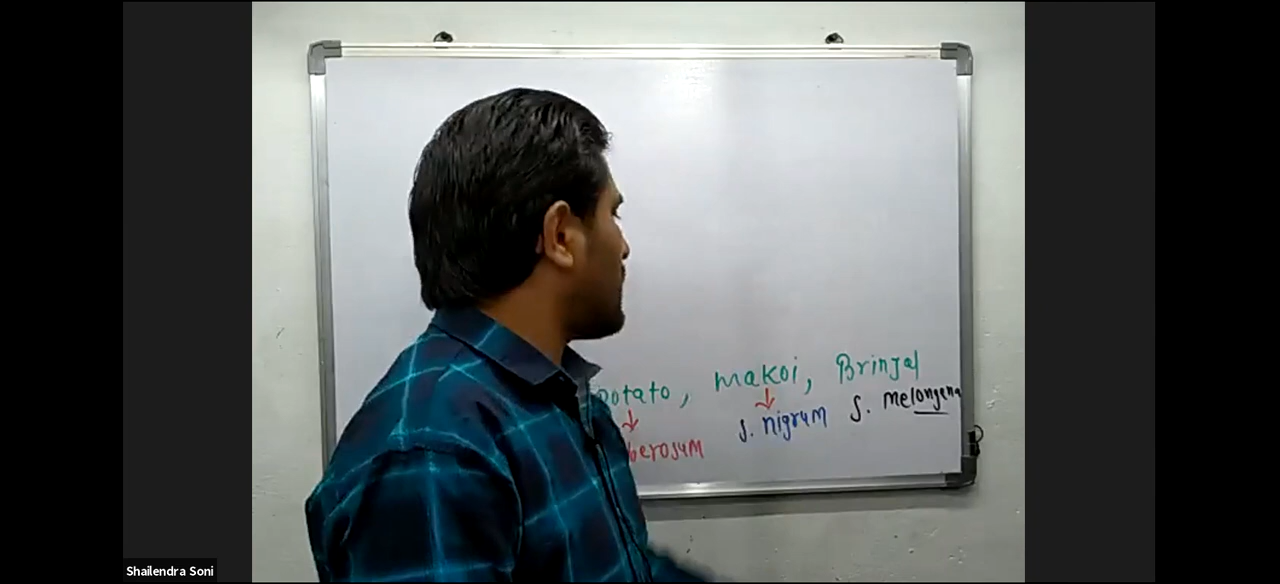 potato, makoi, Brinjal
berosum S. nigrum S. melongena
Shailendra Soni